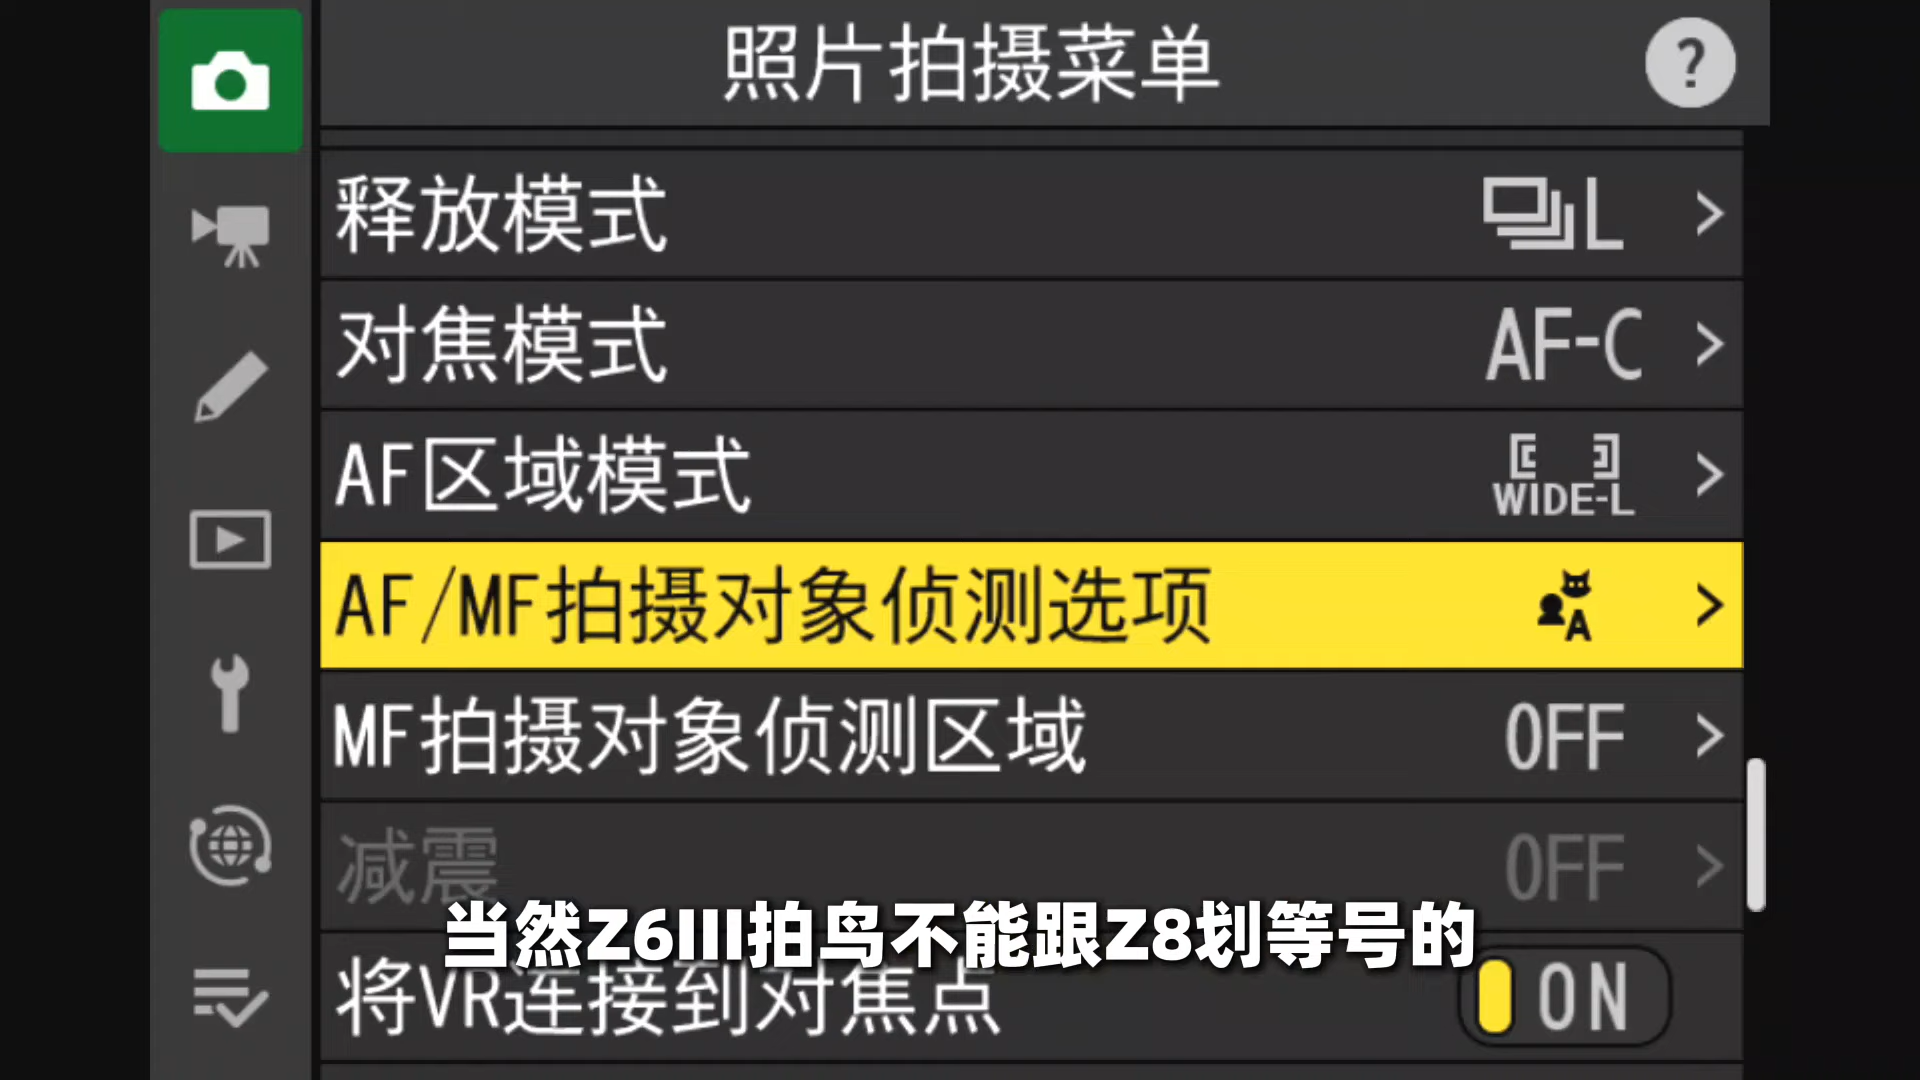 照片拍摄菜单 ?
释放模式 L >
对焦模式 AF-C >
AF区域模式 WIDE-L >
AF/MF拍摄对象侦测选项 A >
MF拍摄对象侦测区域 OFF >
减震 OFF >
当然Z6III拍鸟不能跟Z8划等号的
将VR连接到对焦点 ON